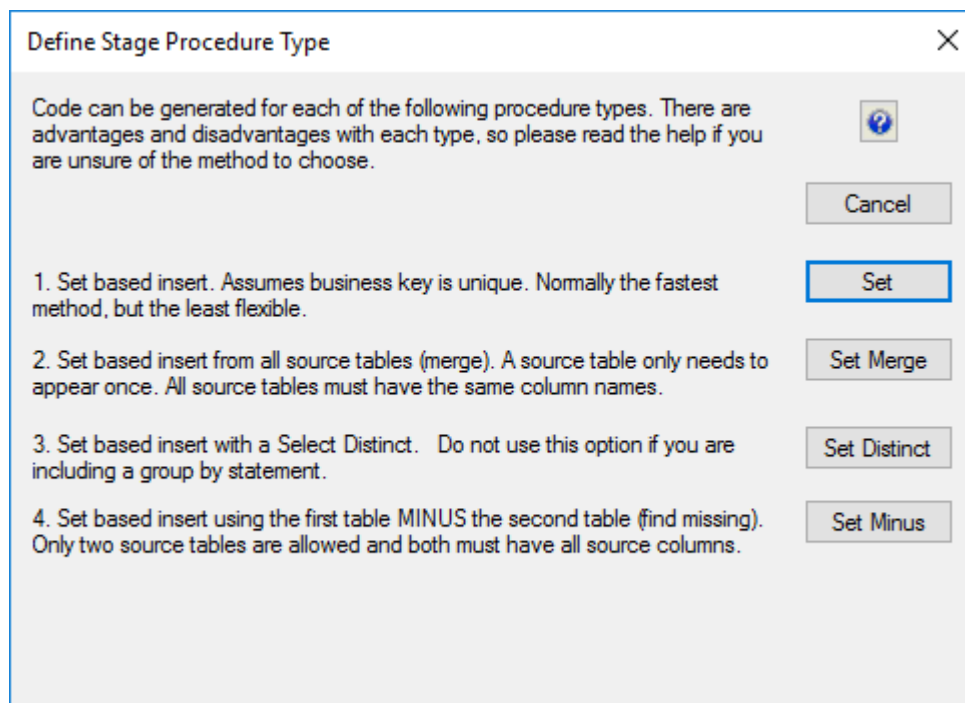 Define Stage Procedure Type
Code can be generated for each of the following procedure types. There are
advantages and disadvantages with each type, so please read the help if you
are unsure of the method to choose.
Cancel
1. Set based insert. Assumes business key is unique. Normally the fastest
method, but the least flexible.
Set
2. Set based insert from all source tables (merge). A source table only needs to
appear once. All source tables must have the same column names.
Set Merge
3. Set based insert with a Select Distinct.   Do not use this option if you are
including a group by statement.
Set Distinct
4. Set based insert using the first table MINUS the second table (find missing).
Only two source tables are allowed and both must have all source columns.
Set Minus